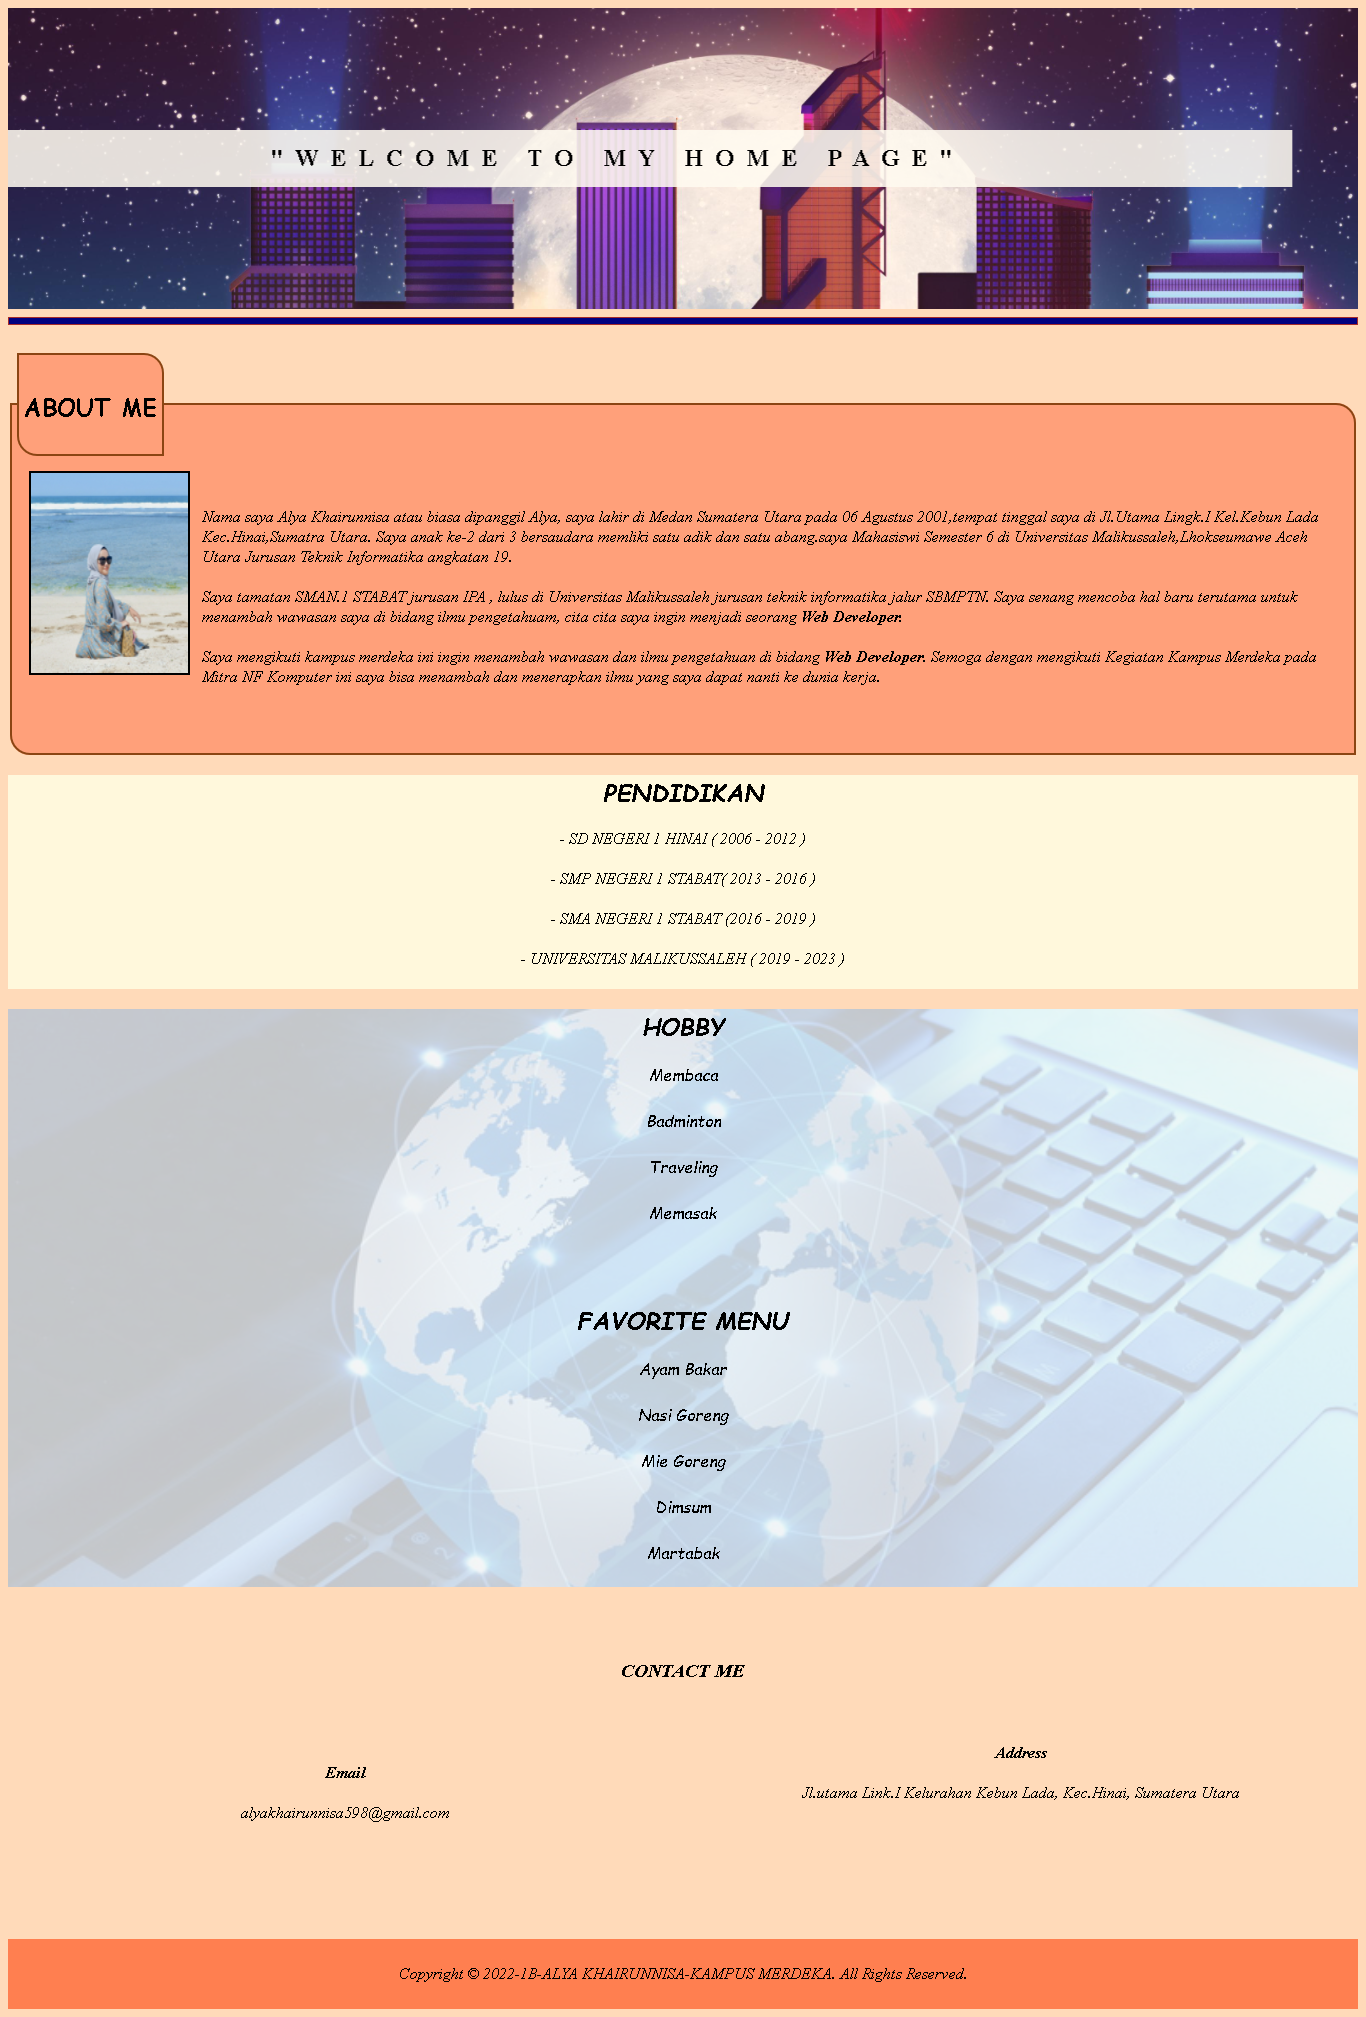 "WELCOME TO MY HOME PAGE"
ABOUT ME
Nama saya Alya Khairunnisa atau biasa dipanggil Alya, saya lahir di Medan Sumatera Utara pada 06 Agustus 2001,tempat tinggal saya di Jl.Utama Lingk.I Kel.Kebun Lada
Kec.Hinai,Sumatra Utara. Saya anak ke-2 dari 3 bersaudara memliki satu adik dan satu abang.saya Mahasiswi Semester 6 di Universitas Malikussaleh,Lhokseumawe Aceh
Utara Jurusan Teknik Informatika angkatan 19.
Saya tamatan SMAN.1 STABAT jurusan IPA , lulus di Universitas Malikussaleh jurusan teknik informatika jalur SBMPTN. Saya senang mencoba hal baru terutama untuk
menambah wawasan saya di bidang ilmu pengetahuam, cita cita saya ingin menjadi seorang Web Developer.
Saya mengikuti kampus merdeka ini ingin menambah wawasan dan ilmu pengetahuan di bidang Web Developer. Semoga dengan mengikuti Kegiatan Kampus Merdeka pada
Mitra NF Komputer ini saya bisa menambah dan menerapkan ilmu yang saya dapat nanti ke dunia kerja.
PENDIDIKAN
- SD NEGERI 1 HINAI ( 2006 - 2012 )
- SMP NEGERI 1 STABAT( 2013 - 2016 )
- SMA NEGERI 1 STABAT (2016 - 2019 )
- UNIVERSITAS MALIKUSSALEH ( 2019 - 2023 )
HOBBY
Membaca
Badminton
Traveling
Memasak
FAVORITE MENU
Ayam Bakar
Nasi Goreng
Mie Goreng
Dimsum
Martabak
CONTACT ME
Email
alyakhairunnisa598@gmail.com
Address
Jl.utama Link.I Kelurahan Kebun Lada, Kec.Hinai, Sumatera Utara
Copyright © 2022-1B-ALYA KHAIRUNNISA-KAMPUS MERDEKA. All Rights Reserved.